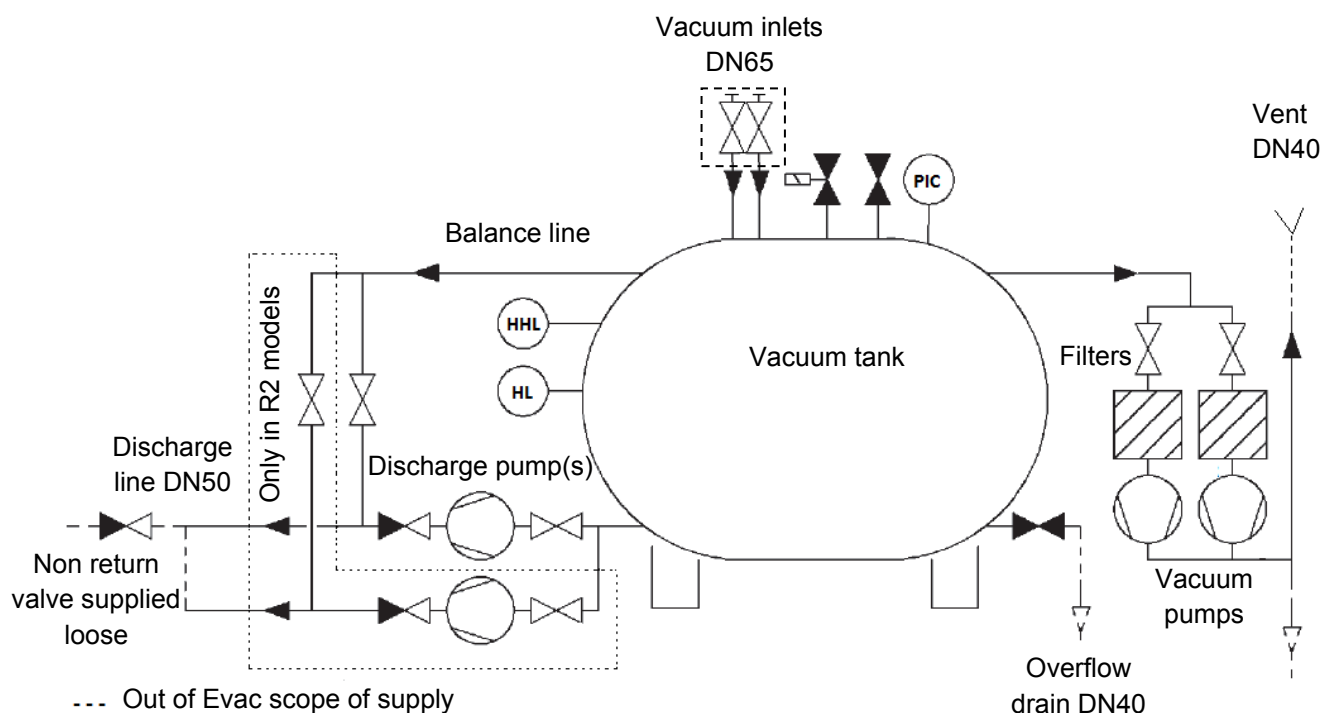 Vacuum inlets
DN65
Vent
DN40
PIC
Balance line
Only in R2 models
HHL
HL
Vacuum tank
Filters
Discharge
line DN50
Discharge pump(s)
Non return
valve supplied
loose
Vacuum
pumps
Overflow
drain DN40
--- Out of Evac scope of supply